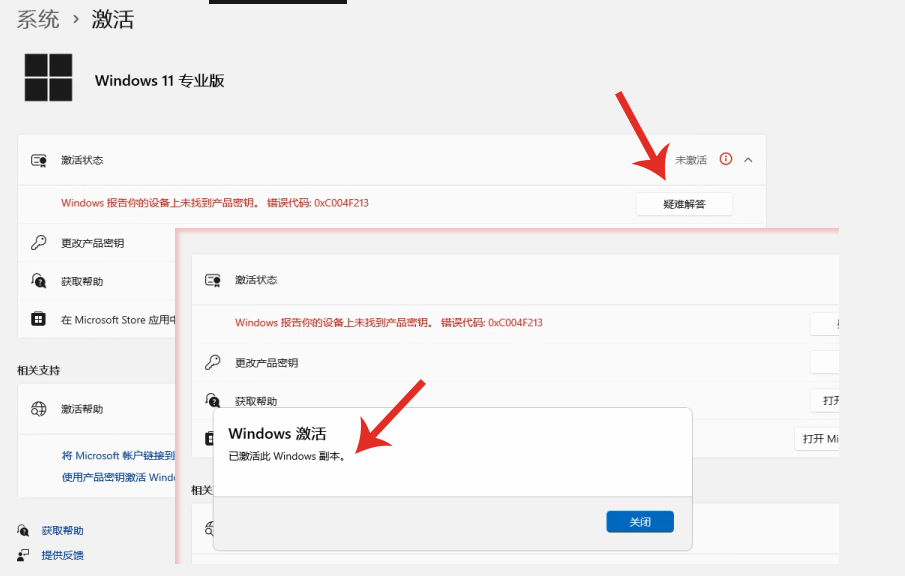 系统 › 激活
Windows 11 专业版
激活状态
未激活
Windows 报告你的设备上未找到产品密钥。 错误代码: 0xC004F213
疑难解答
更改产品密钥
获取帮助
在 Microsoft Store 应用中
相关支持
激活帮助
将 Microsoft 帐户链接到
使用产品密钥激活 Windo
获取帮助
提供反馈
激活状态
Windows 报告你的设备上未找到产品密钥。 错误代码: 0xC004F213
更改产品密钥
获取帮助
打开
打开 Mi
相关
Windows 激活
已激活此 Windows 副本。
关闭